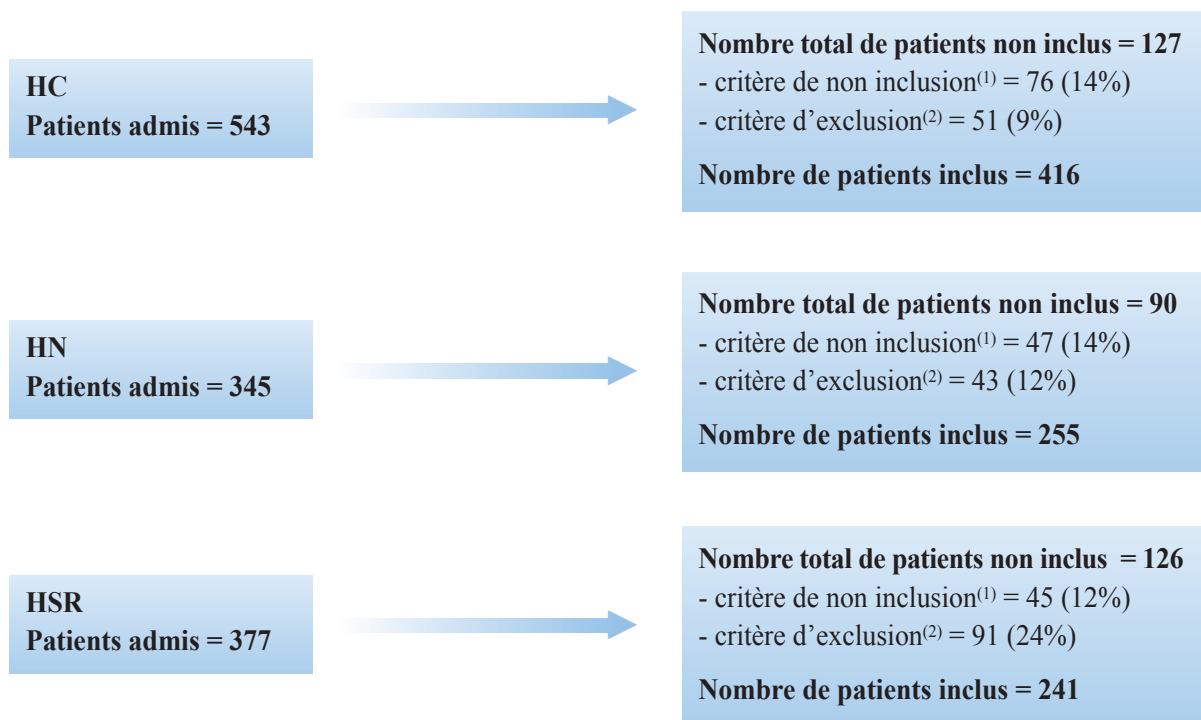 HC
Patients admis = 543
Nombre total de patients non inclus = 127
- critère de non inclusion(1) = 76 (14%)
- critère d’exclusion(2) = 51 (9%)
Nombre de patients inclus = 416
HN
Patients admis = 345
Nombre total de patients non inclus = 90
- critère de non inclusion(1) = 47 (14%)
- critère d’exclusion(2) = 43 (12%)
Nombre de patients inclus = 255
HSR
Patients admis = 377
Nombre total de patients non inclus = 126
- critère de non inclusion(1) = 45 (12%)
- critère d’exclusion(2) = 91 (24%)
Nombre de patients inclus = 241